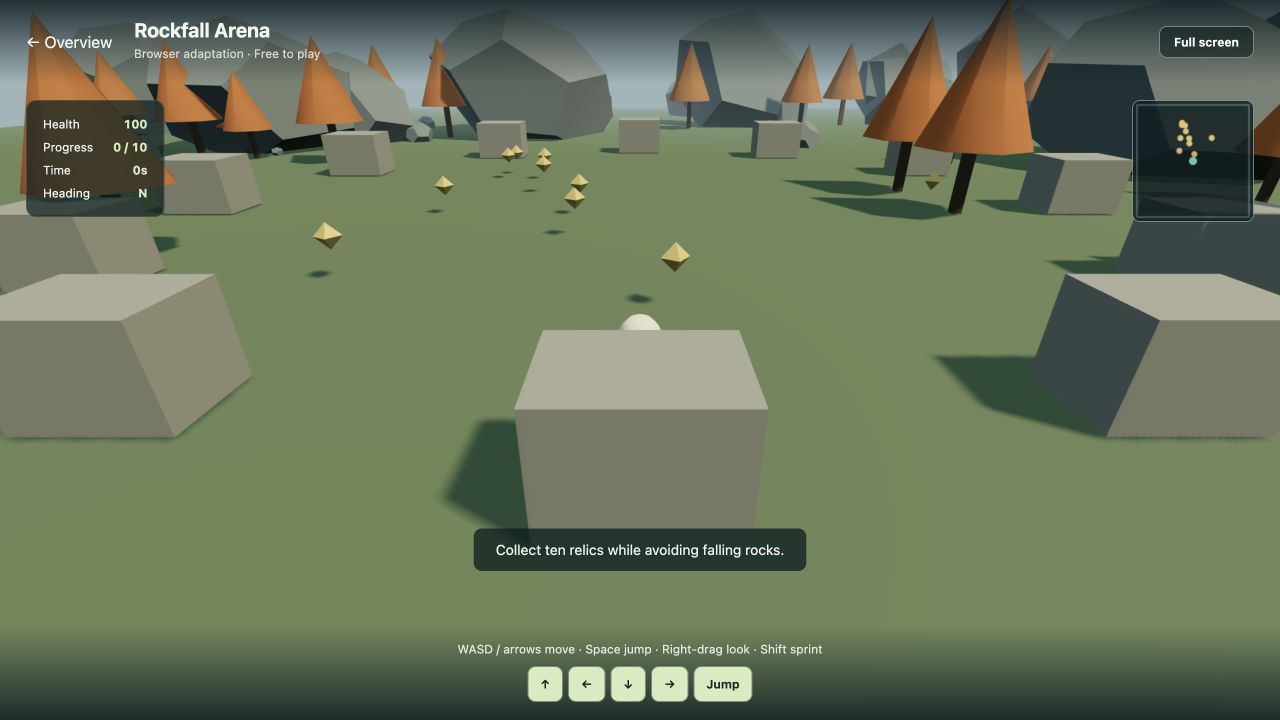 ← Overview
Rockfall Arena
Browser adaptation · Free to play
Full screen
Health 100
Progress 0 / 10
Time 0s
Heading N
Collect ten relics while avoiding falling rocks.
WASD / arrows move · Space jump · Right-drag look · Shift sprint
↑ ← ↓ → Jump